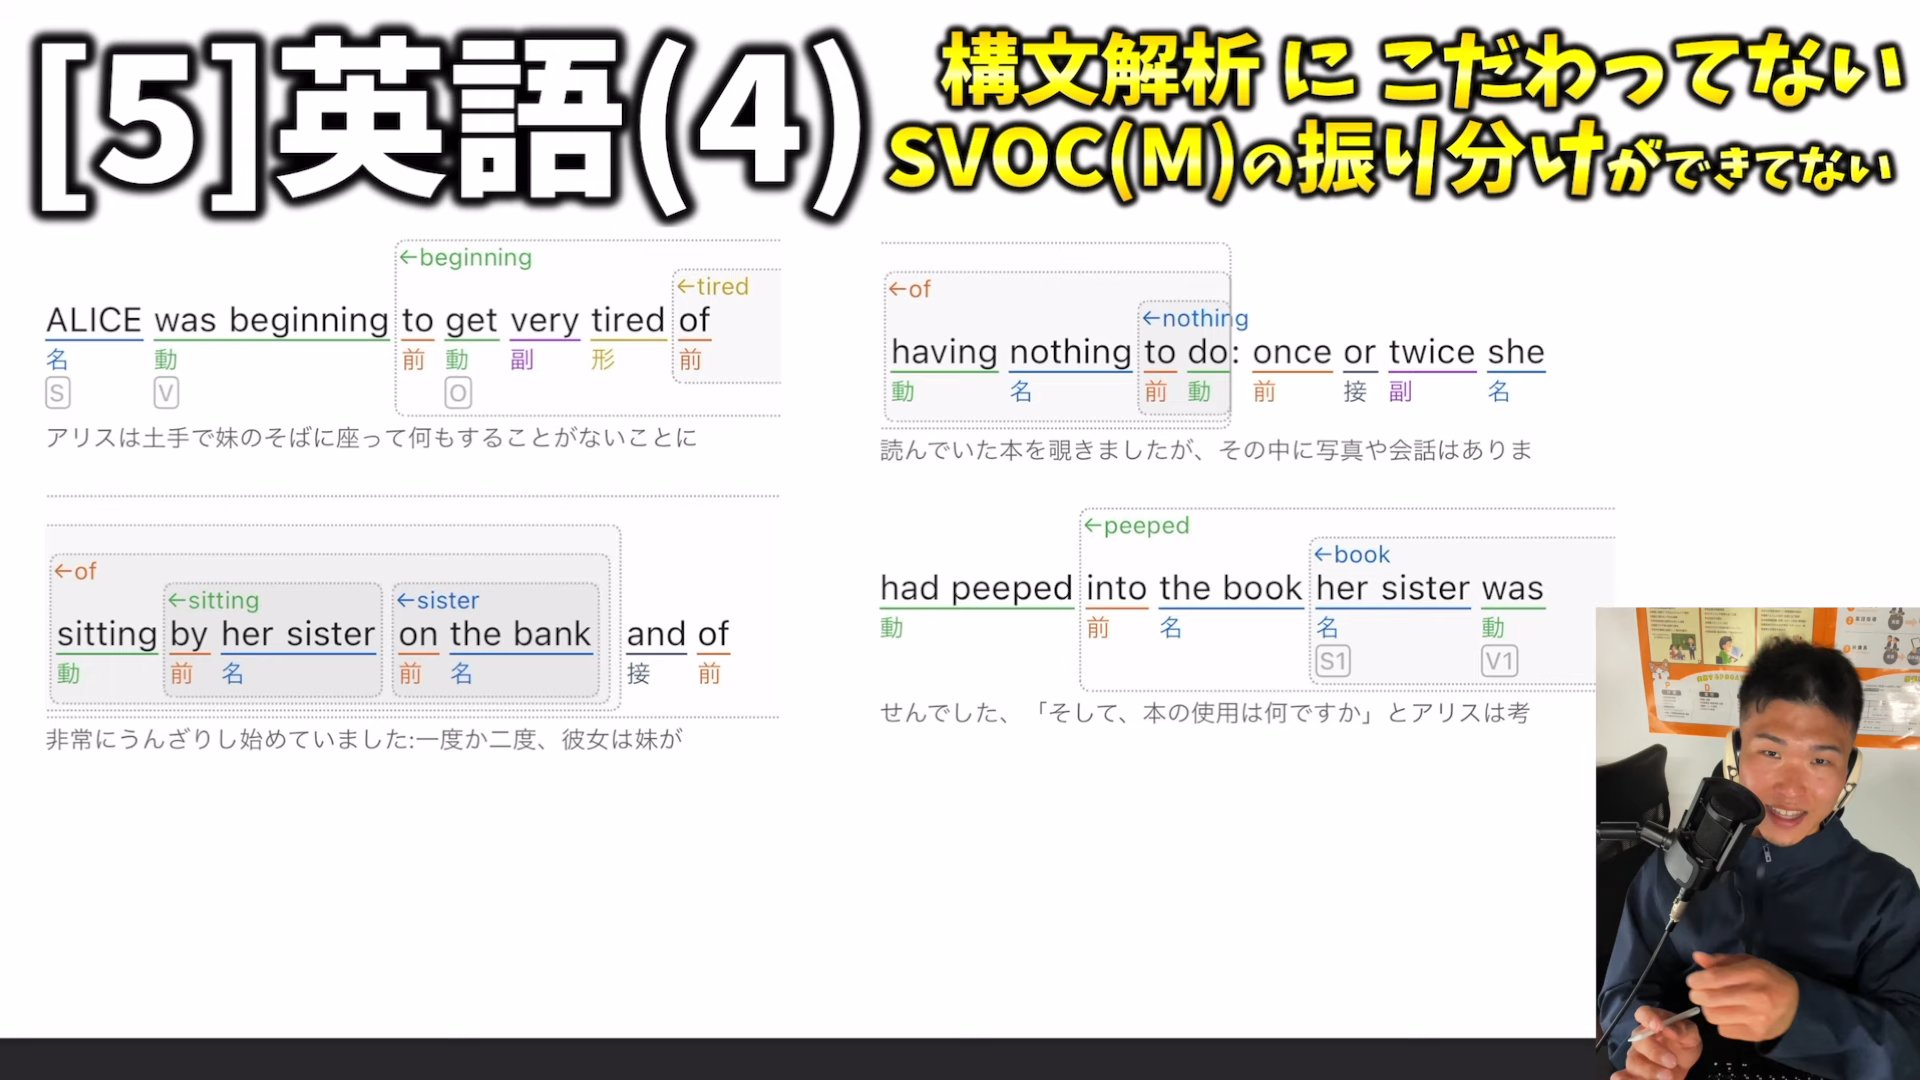 [5]英語(4)
構文解析 に こだわってない
SVOC(M)の振り分けができてない
←beginning
←tired
ALICE was beginning to get very tired of
名 動 前 動 副 形 前
S V O
アリスは土手で妹のそばに座って何もすることがないことに
←of
←sitting ←sister
sitting by her sister on the bank and of
動 前 名 前 名 接 前
非常にうんざりし始めていました:一度か二度、彼女は妹が
←of
←nothing
having nothing to do: once or twice she
動 名 前 動 前 接 副 名
読んでいた本を覗きましたが、その中に写真や会話はありま
←peeped
←book
had peeped into the book her sister was
動 前 名 名 動
S1 V1
せんでした、「そして、本の使用は何ですか」とアリスは考